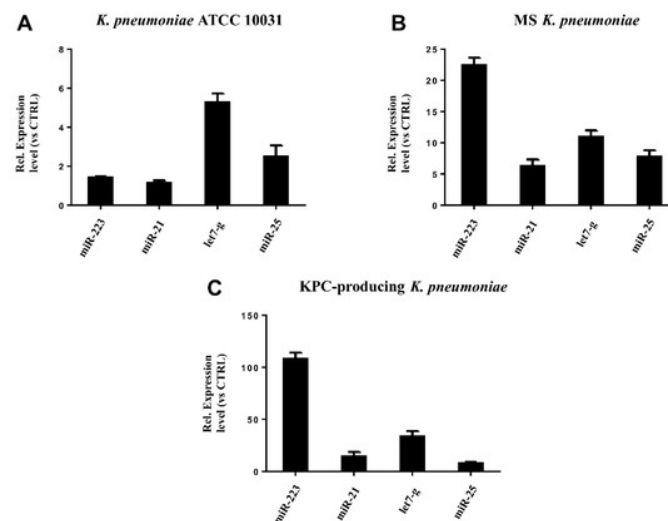 A
K. pneumoniae ATCC 10031
Rel. Expression
level (vs CTRL)
8
6
4
2
0
miR-223
miR-21
let7-g
miR-25
B
MS K. pneumoniae
Rel. Expression
level (vs CTRL)
25
20
15
10
5
0
miR-223
miR-21
let7-g
miR-25
C
KPC-producing K. pneumoniae
Rel. Expression
level (vs CTRL)
150
100
50
0
miR-223
miR-21
let7-g
miR-25